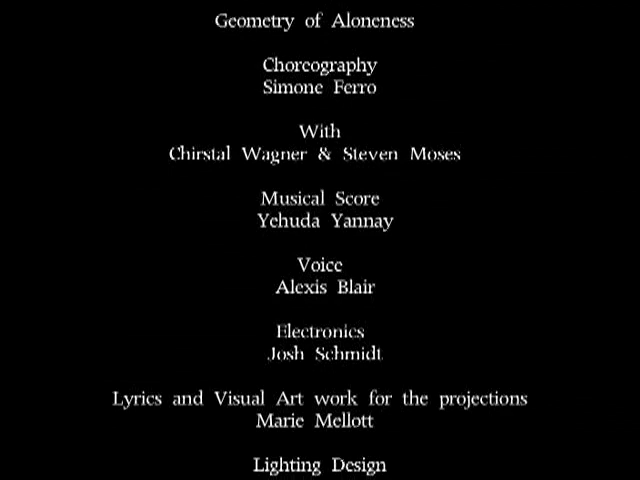 Geometry of Aloneness
Choreography
Simone Ferro
With
Chirstal Wagner & Steven Moses
Musical Score
Yehuda Yannay
Voice
Alexis Blair
Electronics
Josh Schmidt
Lyrics and Visual Art work for the projections
Marie Mellott
Lighting Design